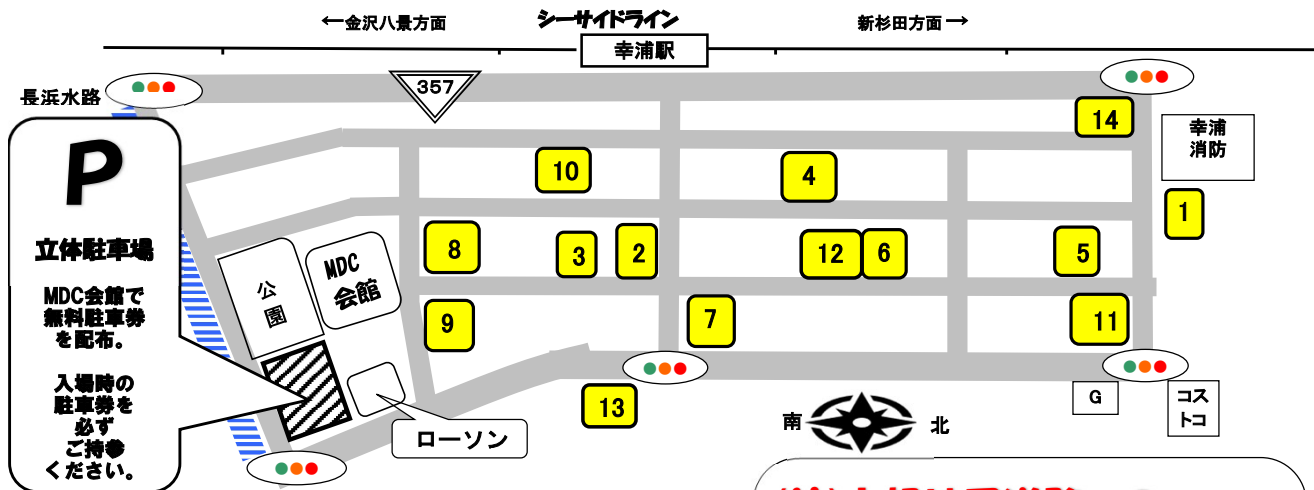 ←金沢八景方面
シーサイドライン
新杉田方面→
幸浦駅
長浜水路
357
14
幸浦
消防
P
10
4
1
立体駐車場
8
3
2
12
6
5
MDC
会館
公
園
MDC会館で
無料駐車券
を配布。
9
7
11
入場時の
駐車券を
必ず
ご持参
ください。
13
G
コス
トコ
南
北
ローソン